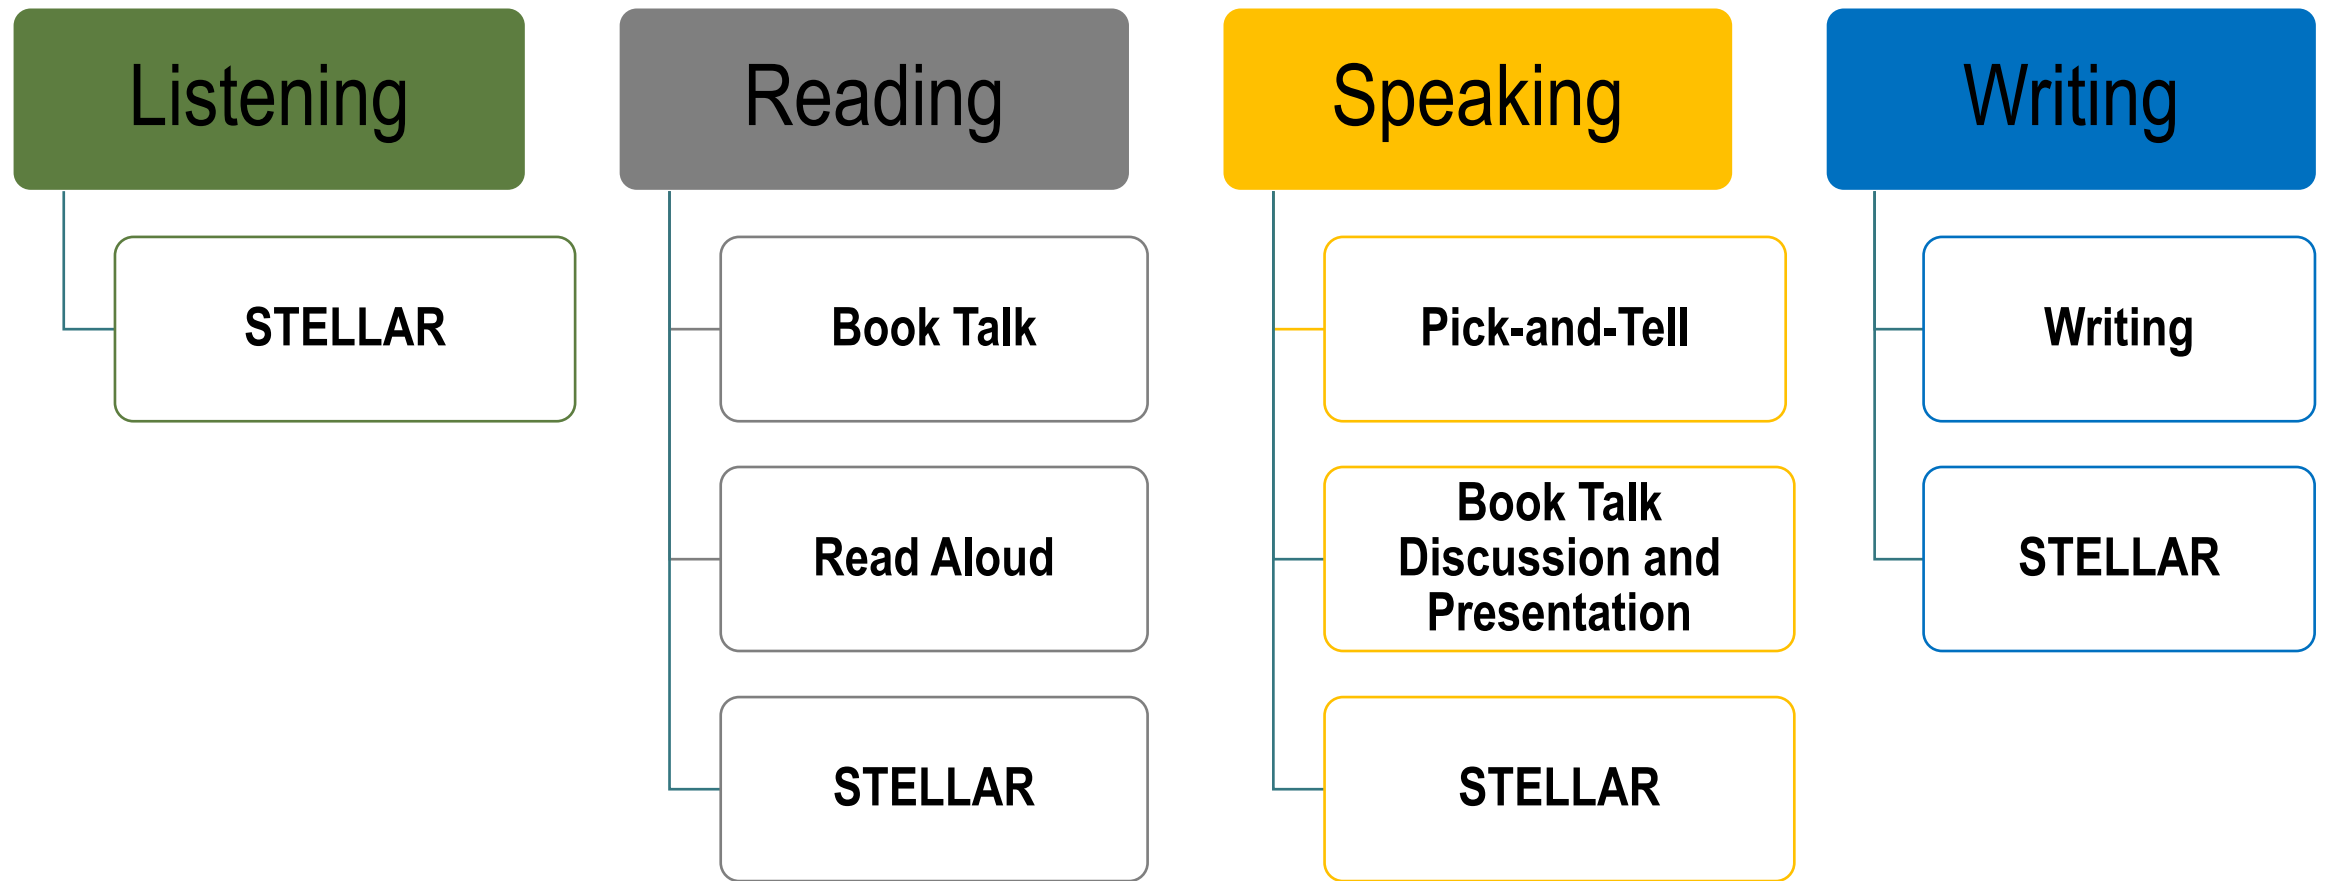 Listening
STELLAR
Reading
Book Talk
Read Aloud
STELLAR
Speaking
Pick-and-Tell
Book Talk
Discussion and
Presentation
STELLAR
Writing
Writing
STELLAR